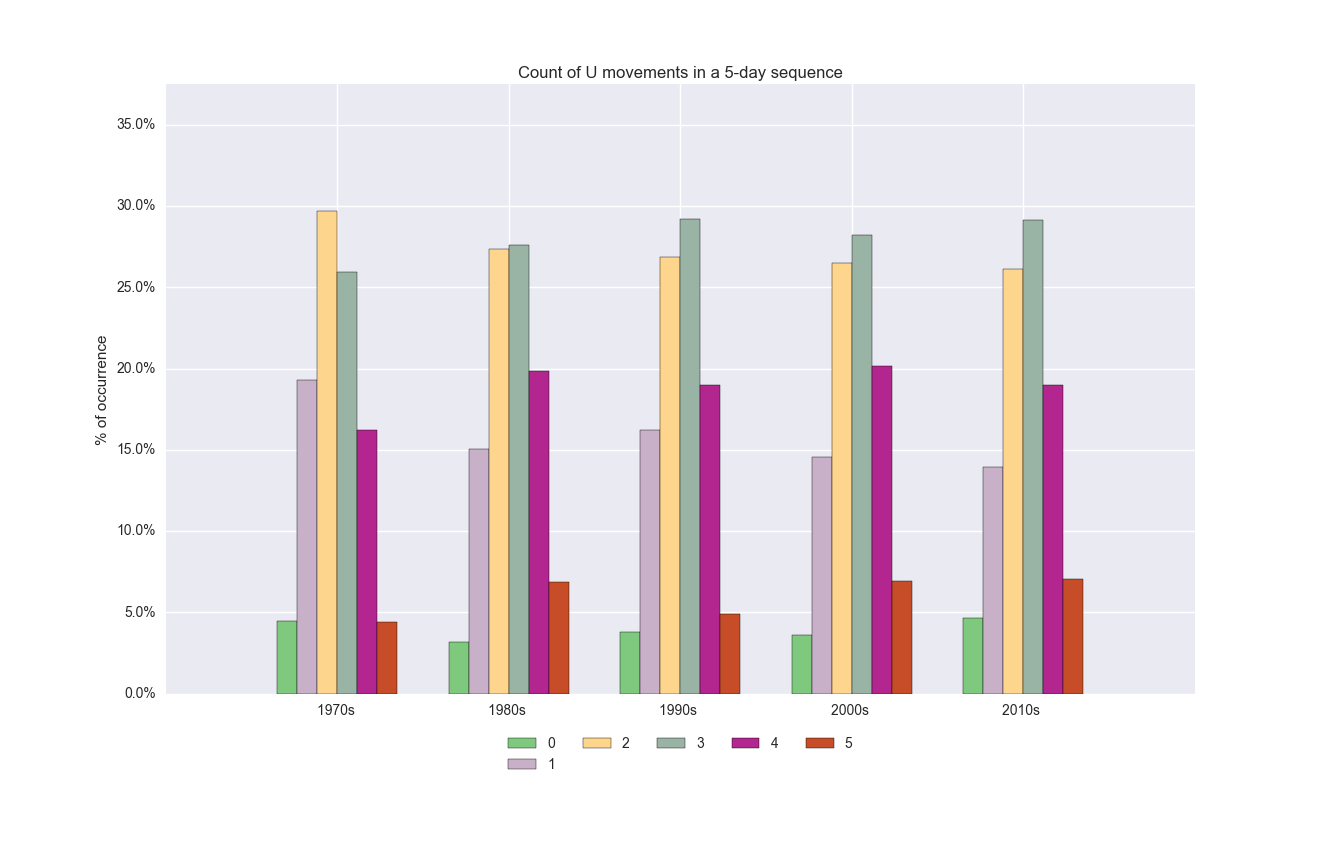 Count of U movements in a 5-day sequence
35.0%
30.0%
25.0%
20.0%
15.0%
10.0%
5.0%
0.0%
% of occurrence
1970s 1980s 1990s 2000s 2010s
0 2 3 4 5
1